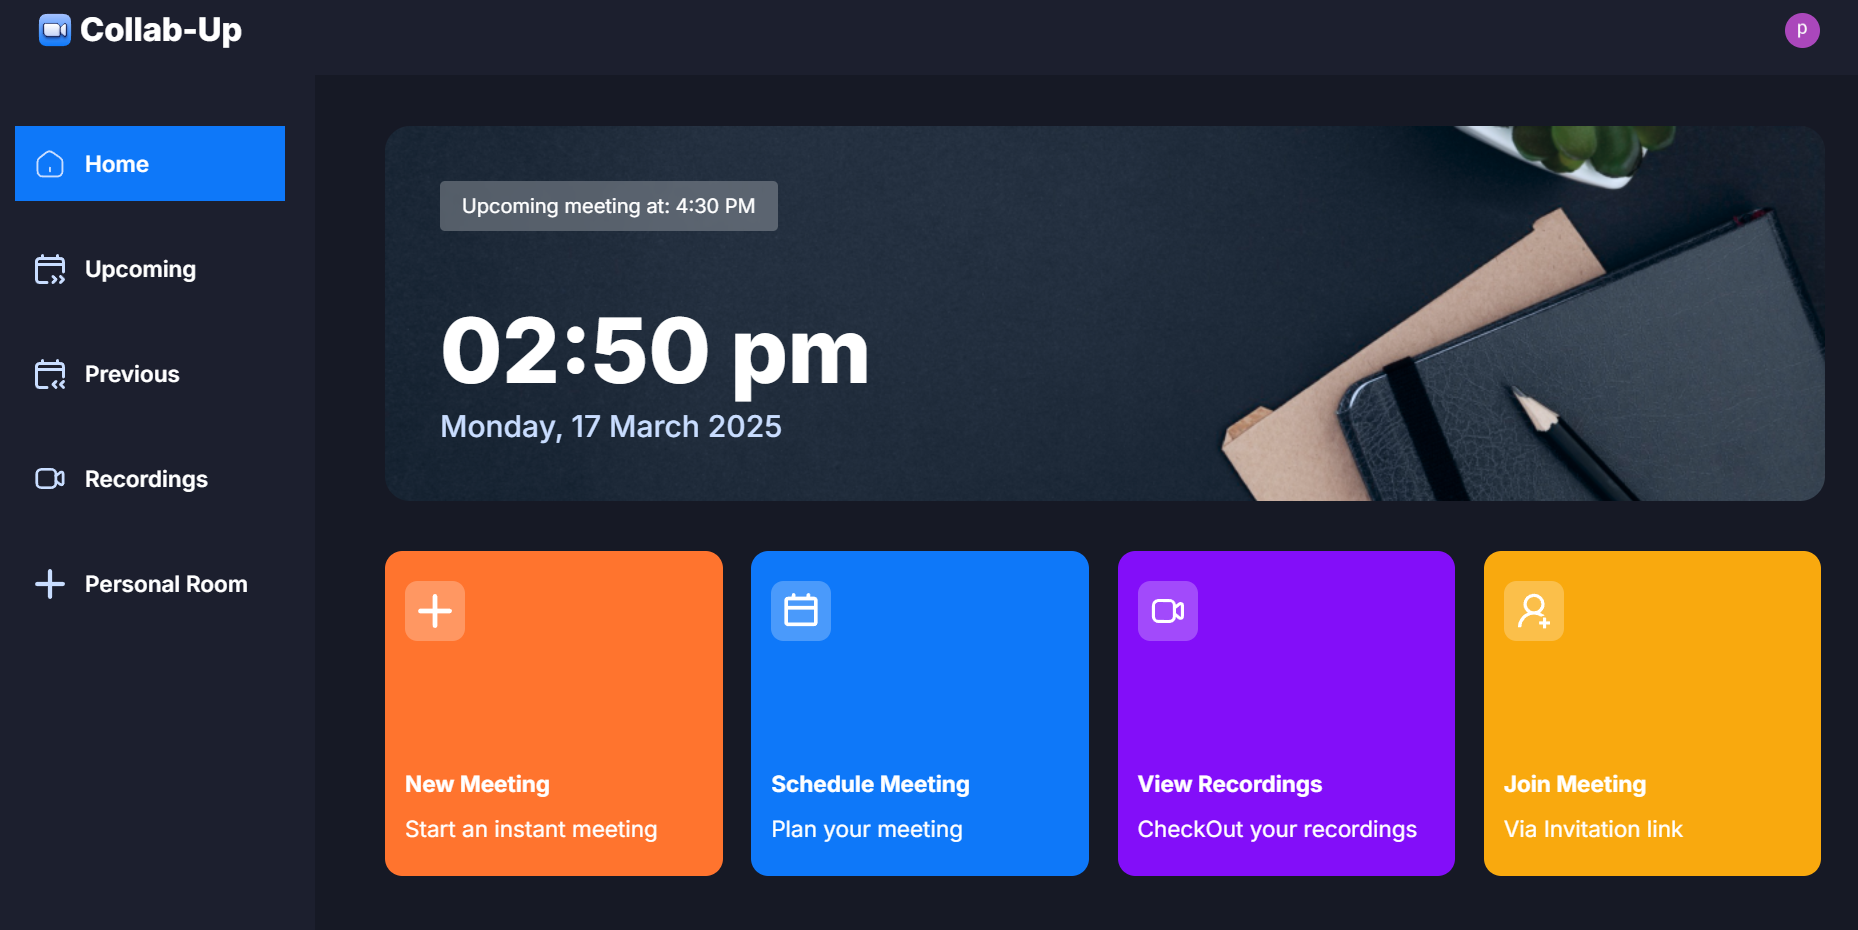 Collab-Up
p
Home
Upcoming
Previous
Recordings
Personal Room
Upcoming meeting at: 4:30 PM
02:50 pm
Monday, 17 March 2025
New Meeting
Start an instant meeting
Schedule Meeting
Plan your meeting
View Recordings
CheckOut your recordings
Join Meeting
Via Invitation link